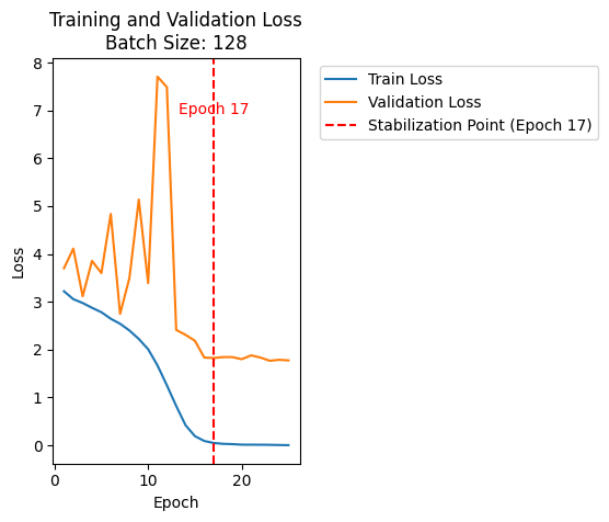 Training and Validation Loss
Batch Size: 128
8
7
6
5
4
3
2
1
0
Loss
Epoch 17
0
10
20
Epoch
Train Loss
Validation Loss
Stabilization Point (Epoch 17)